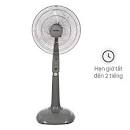 Hẹn giờ tắt
đến 2 tiếng